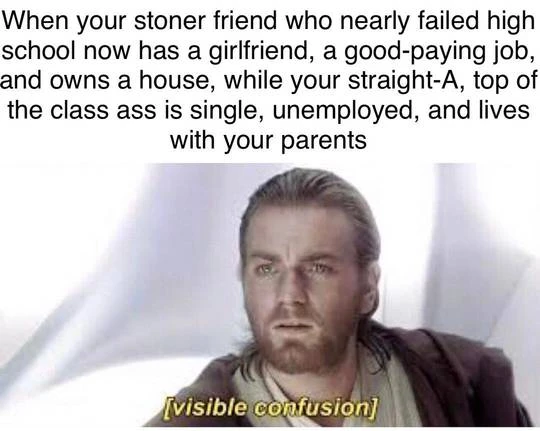 When your stoner friend who nearly failed high
school now has a girlfriend, a good-paying job,
and owns a house, while your straight-A, top of
the class ass is single, unemployed, and lives
with your parents
[visible confusion]